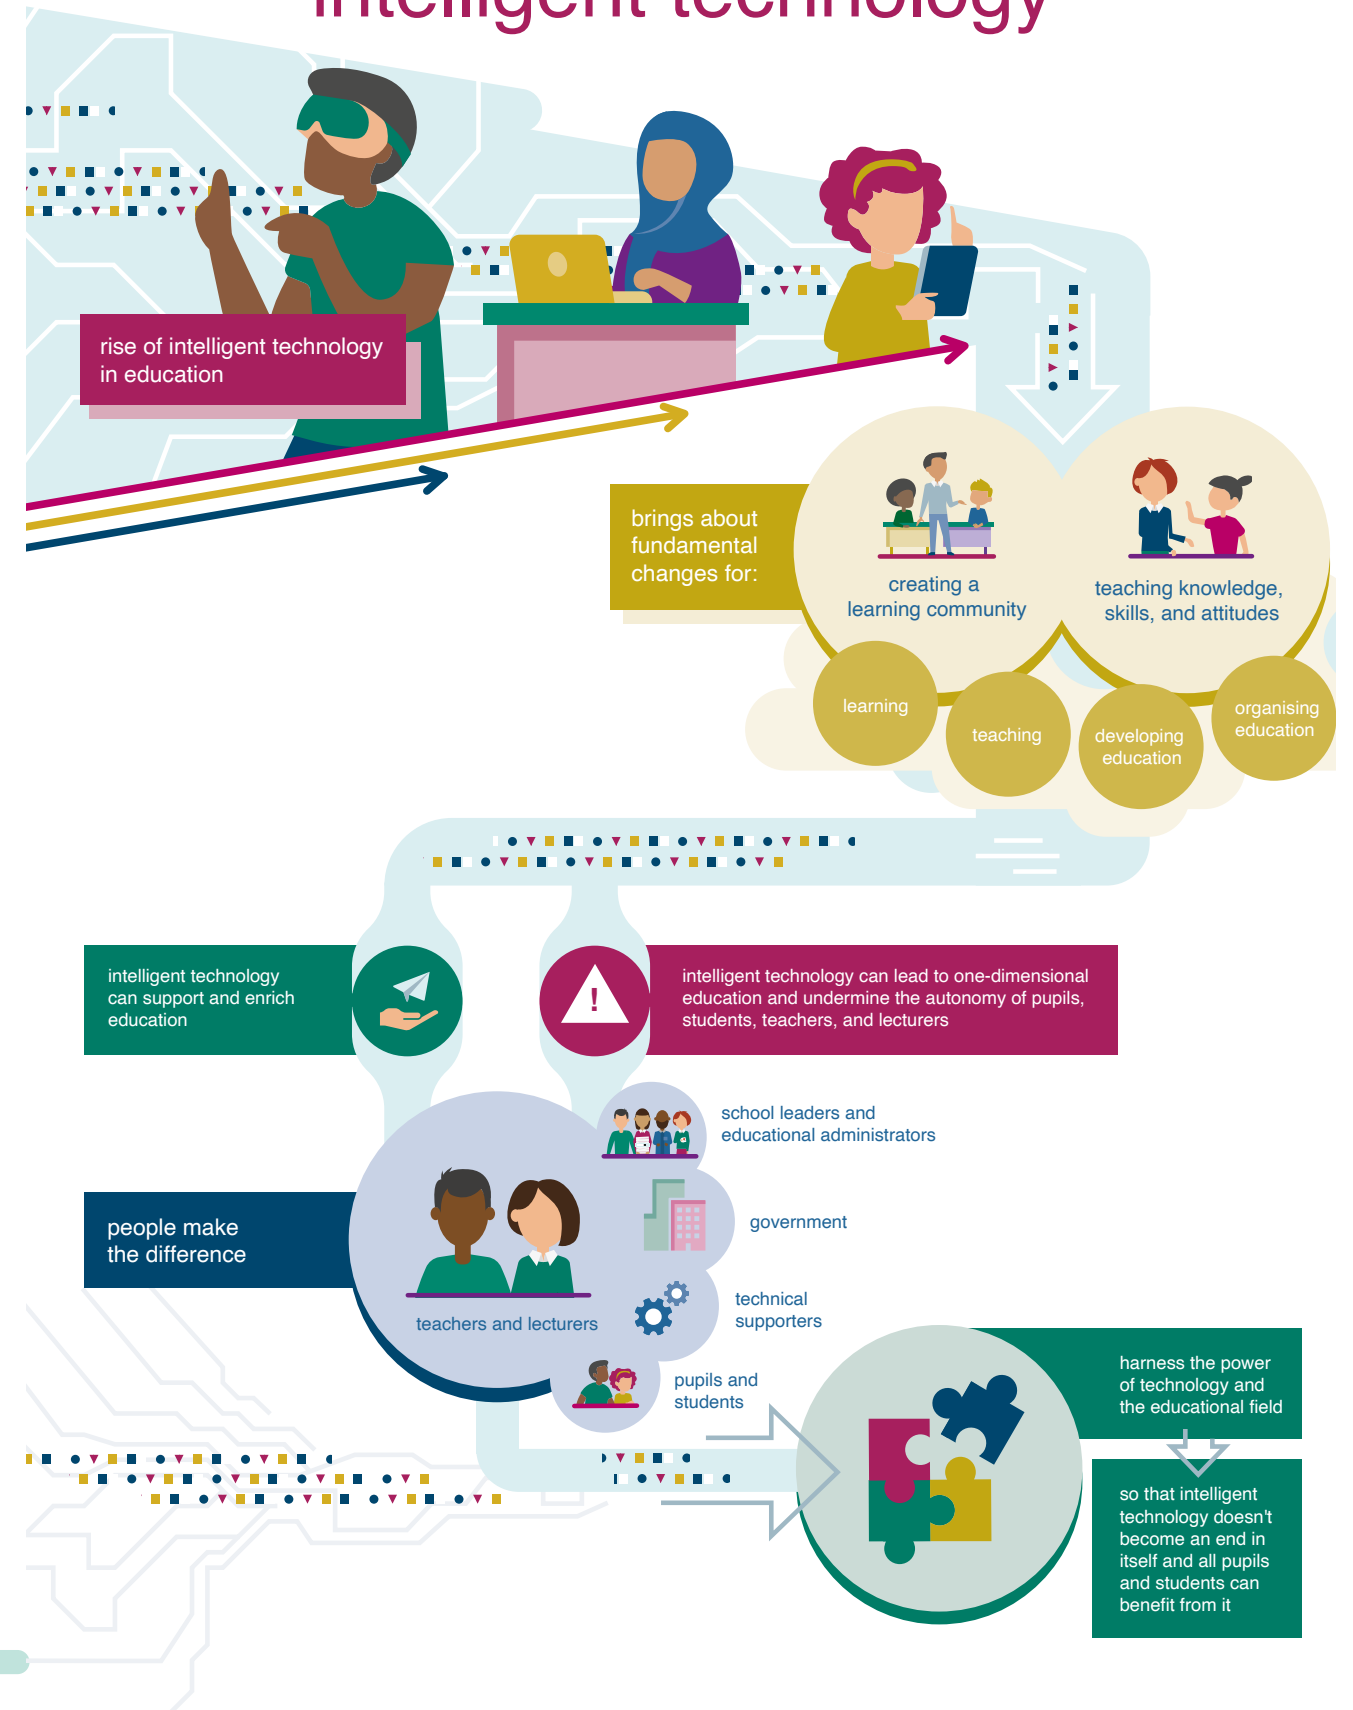 intelligent technology
rise of intelligent technology
in education
brings about
fundamental
changes for:
creating a
learning community
teaching knowledge,
skills, and attitudes
learning
teaching
developing
education
organising
education
intelligent technology
can support and enrich
education
!
intelligent technology can lead to one-dimensional
education and undermine the autonomy of pupils,
students, teachers, and lecturers
people make
the difference
teachers and lecturers
school leaders and
educational administrators
government
technical
supporters
pupils and
students
harness the power
of technology and
the educational field
so that intelligent
technology doesn't
become an end in
itself and all pupils
and students can
benefit from it